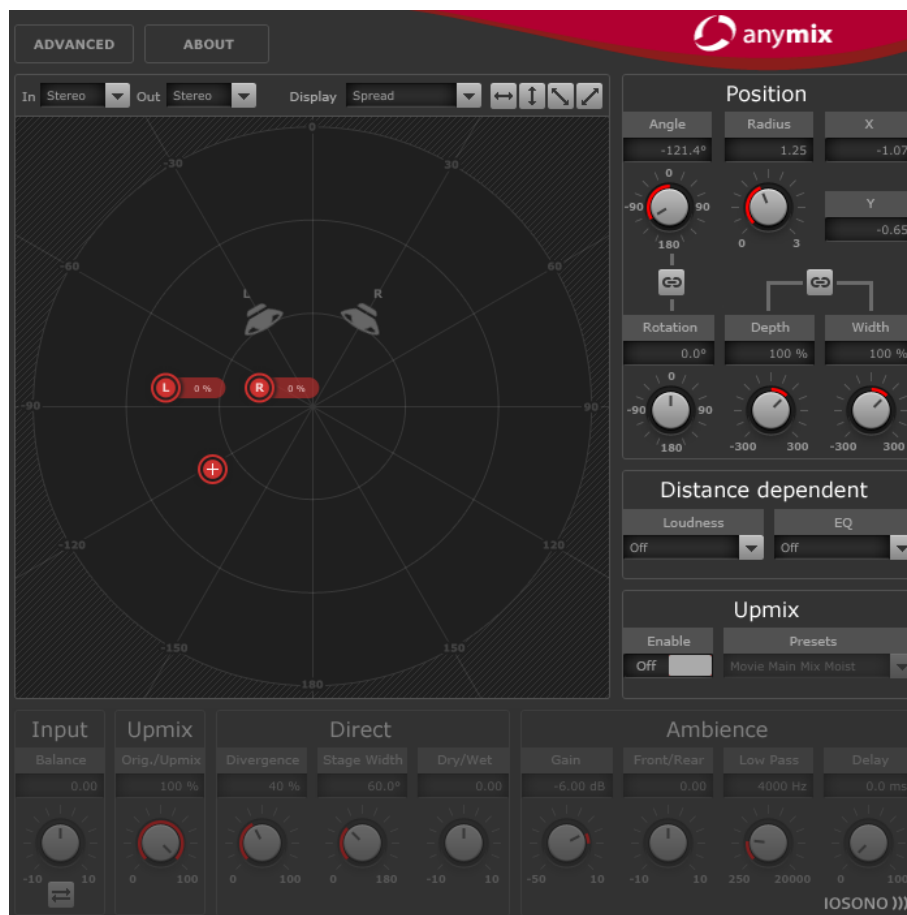 ADVANCED ABOUT anymix
In Stereo Out Stereo Display Spread
Position
Angle Radius X
-121.4° 1.25 -1.07
0
-90 90
180 0 3
Y
-0.65
Rotation Depth Width
0.0° 100 % 100 %
0
-90 90
180 -300 300 -300 300
0
-30 30
-60 60
L R
L 0 % R 0 %
-90 90
-120 120
-150 150
180
Distance dependent
Loudness EQ
Off Off
Upmix
Enable Presets
Off Movie Main Mix Moist
Input Upmix Direct Ambience
Balance Orig./Upmix Divergence Stage Width Dry/Wet Gain Front/Rear Low Pass Delay
0.00 100 % 40 % 60.0° 0.00 -6.00 dB 0.00 4000 Hz 0.0 ms
-10 10 0 100 0 100 0 180 -10 10 -50 10 -10 10 250 20000 0 100
IOSONO